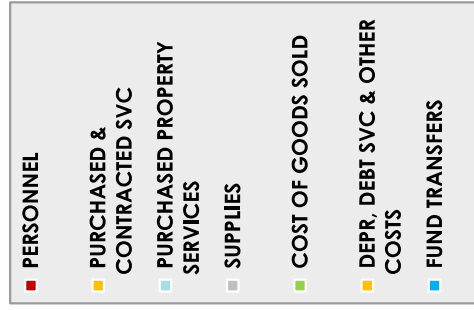 PERSONNEL
PURCHASED &
CONTRACTED SVC
PURCHASED PROPERTY
SERVICES
SUPPLIES
COST OF GOODS SOLD
DEPR, DEBT SVC & OTHER
COSTS
FUND TRANSFERS